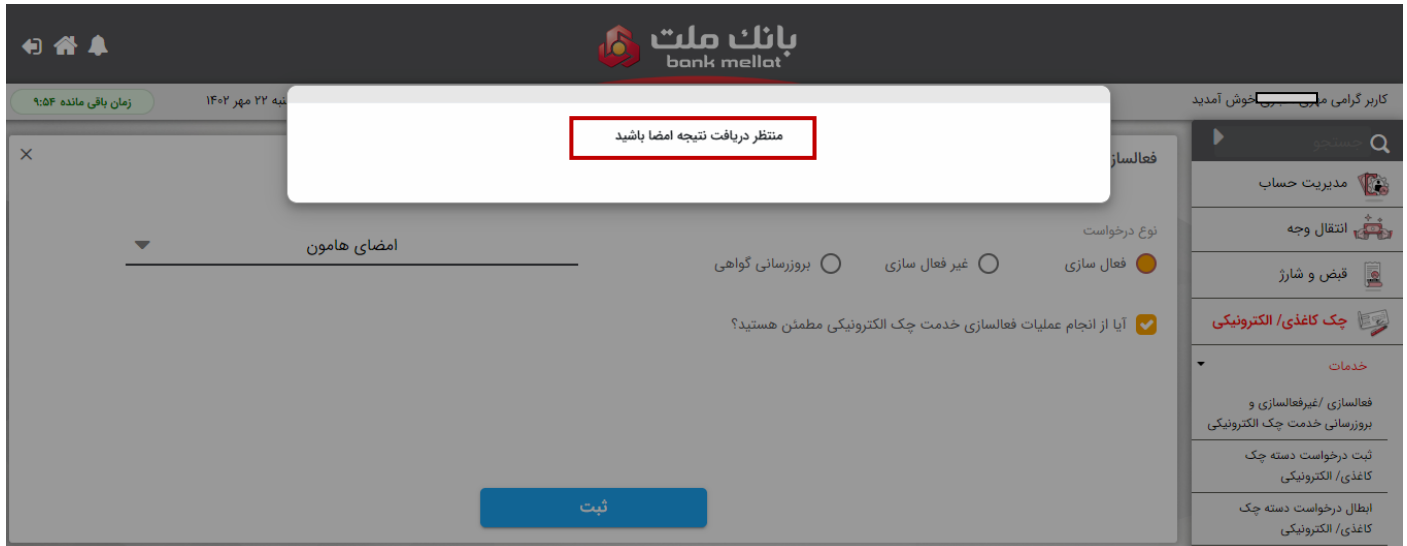 بانك ملت
bank mellat
کاربر گرامی
خوش آمدید
۲۲ مهر ۱۴۰۲
زمان باقی مانده ۹:۵۴
منتظر دریافت نتیجه امضا باشید
جستجو
مدیریت حساب
انتقال وجه
قبض و شارژ
چک کاغذی/ الکترونیکی
خدمات
فعالسازی /غیرفعالسازی و
بروزرسانی خدمت چک الکترونیکی
ثبت درخواست دسته چک
کاغذی/ الکترونیکی
ابطال درخواست دسته چک
کاغذی/ الکترونیکی
نوع درخواست
فعال سازی
غیر فعال سازی
بروزرسانی گواهی
امضای هامون
آیا از انجام عملیات فعالسازی خدمت چک الکترونیکی مطمئن هستید؟
ثبت